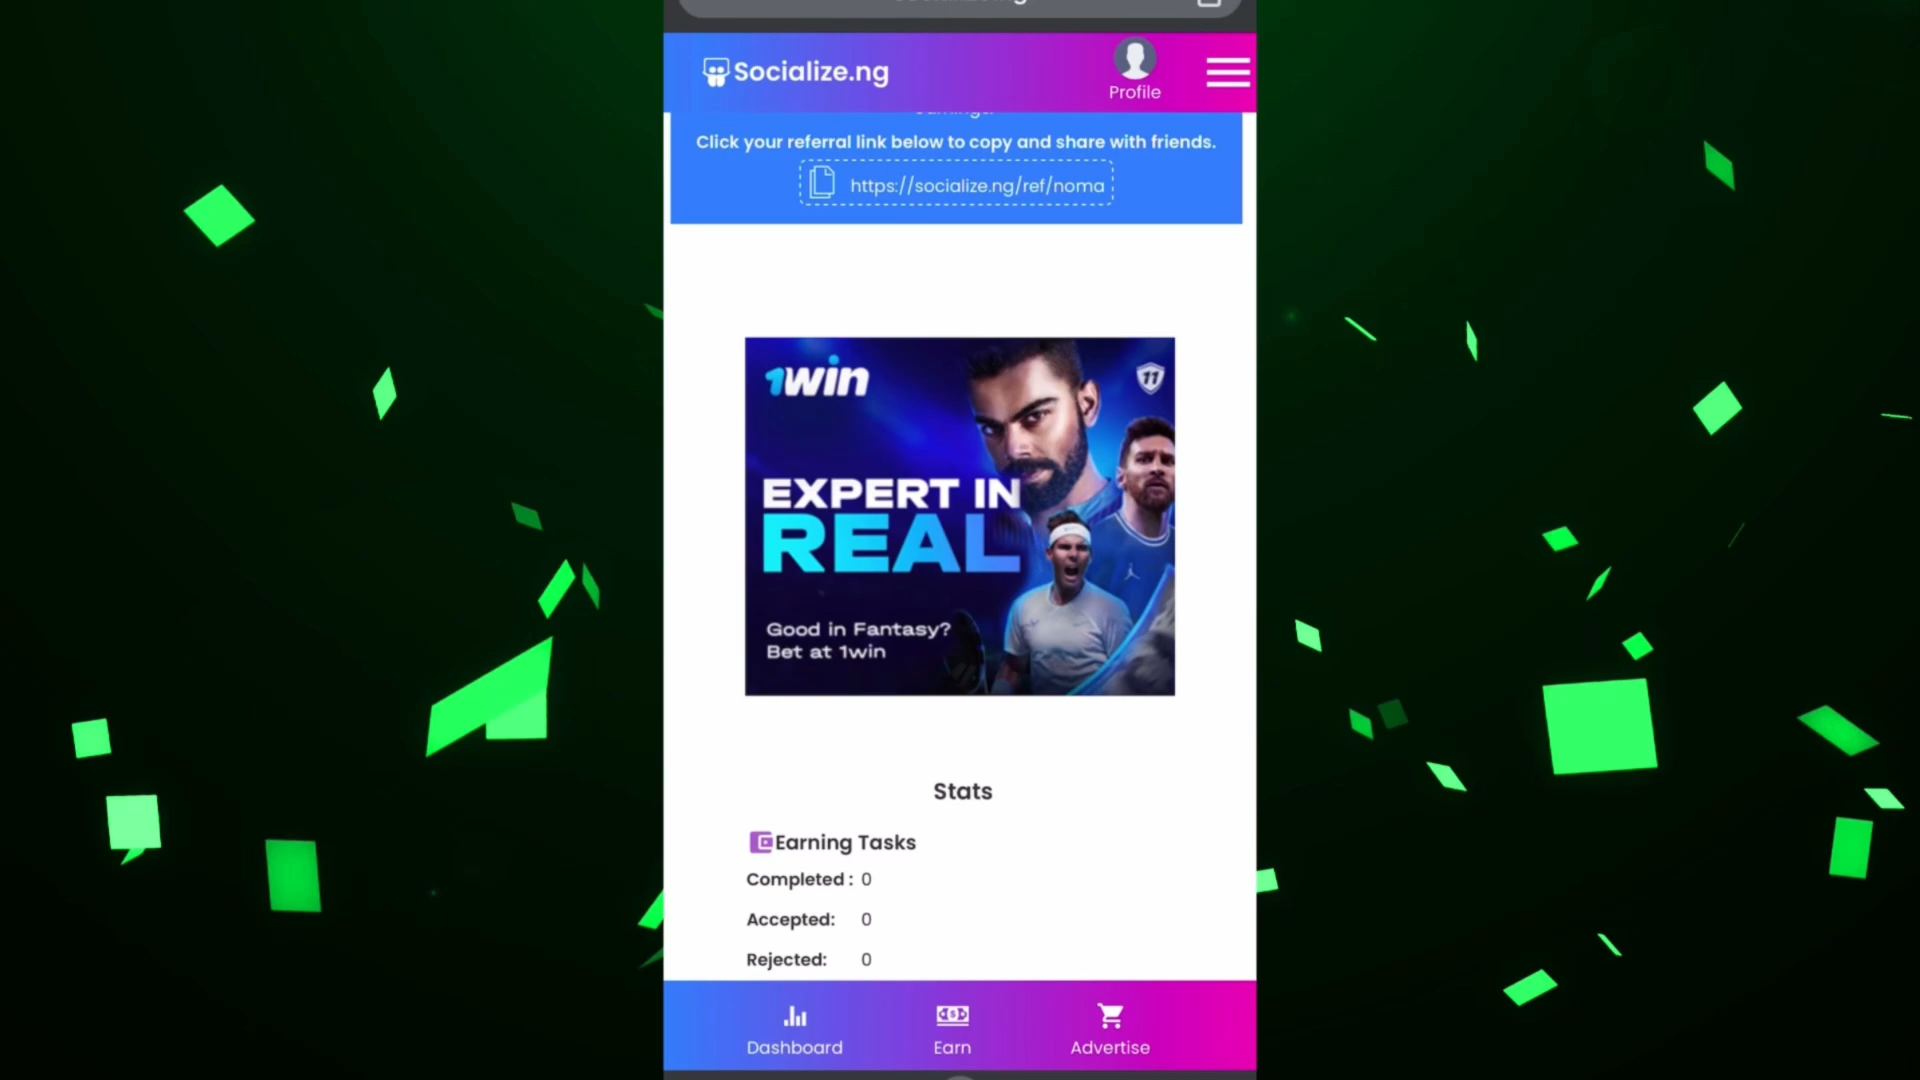 Socialize.ng
Profile
Click your referral link below to copy and share with friends.
https://socialize.ng/ref/noma
1win
11
EXPERT IN
REAL
Good in Fantasy?
Bet at 1win
Stats
Earning Tasks
Completed : 0
Accepted: 0
Rejected: 0
Dashboard
Earn
Advertise